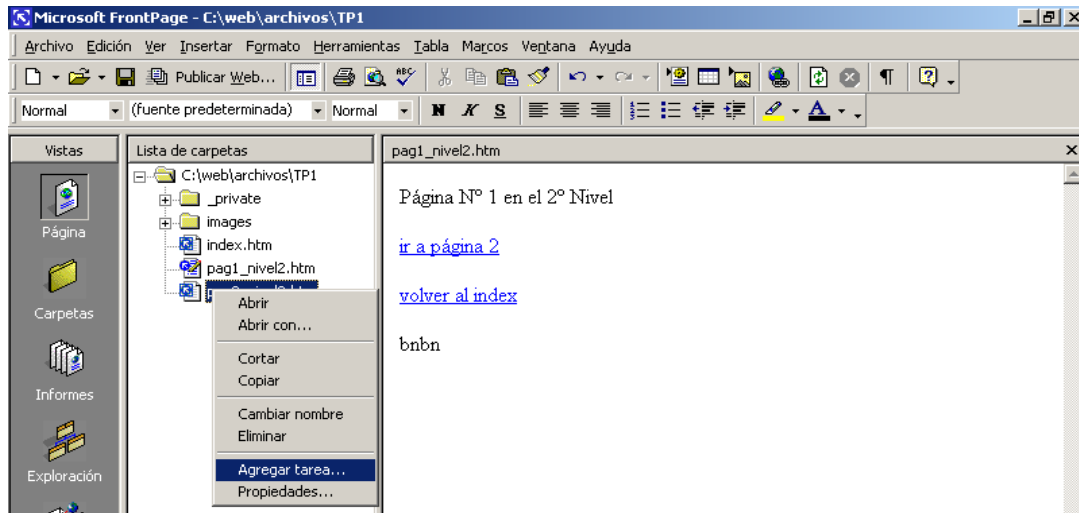 Microsoft FrontPage - C:\web\archivos\TP1
Archivo Edición Ver Insertar Formato Herramientas Tabla Marcos Ventana Ayuda
Publicar Web... ABC
Normal (fuente predeterminada) Normal N K S A
Vistas Lista de carpetas pag1_nivel2.htm
C:\web\archivos\TP1
_private
images
index.htm
pag1_nivel2.htm
Página
Carpetas
Informes
Exploración
Abrir
Abrir con...
Cortar
Copiar
Cambiar nombre
Eliminar
Agregar tarea...
Propiedades...
Página Nº 1 en el 2º Nivel
ir a página 2
volver al index
bnbn